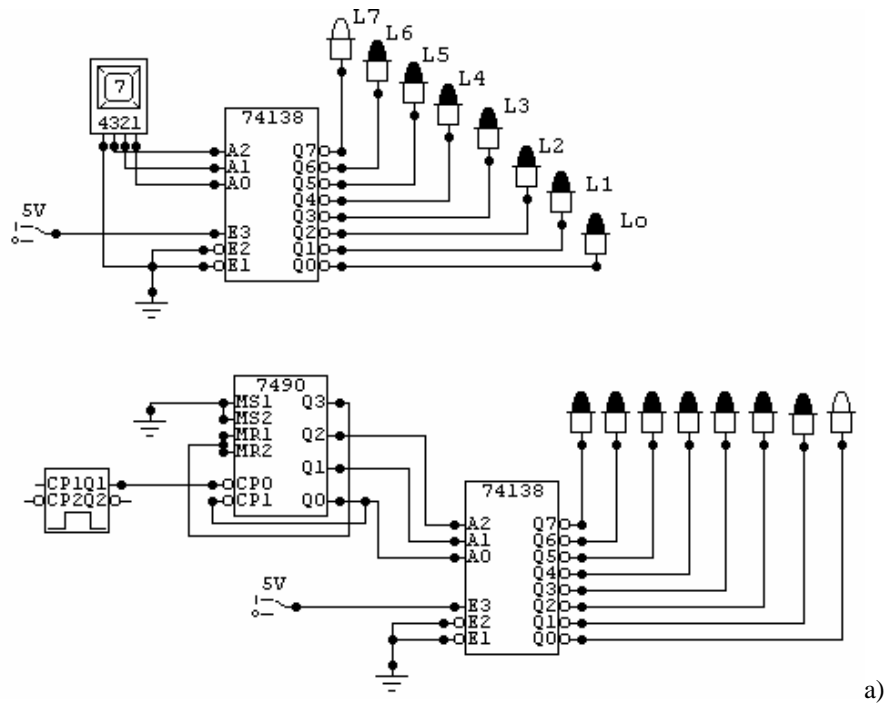 L7
L6
L5
L4
L3
L2
L1
Lo
7
4321
74138
A2 Q7
A1 Q6
A0 Q5
Q4
Q3
E3 Q2
E2 Q1
E1 Q0
5V
7490
MS1 Q3
MS2
MR1 Q2
MR2
Q1
CP0
CP1 Q0
CP1Q1
CP2Q2
74138
A2 Q7
A1 Q6
A0 Q5
Q4
Q3
E3 Q2
E2 Q1
E1 Q0
5V
a)